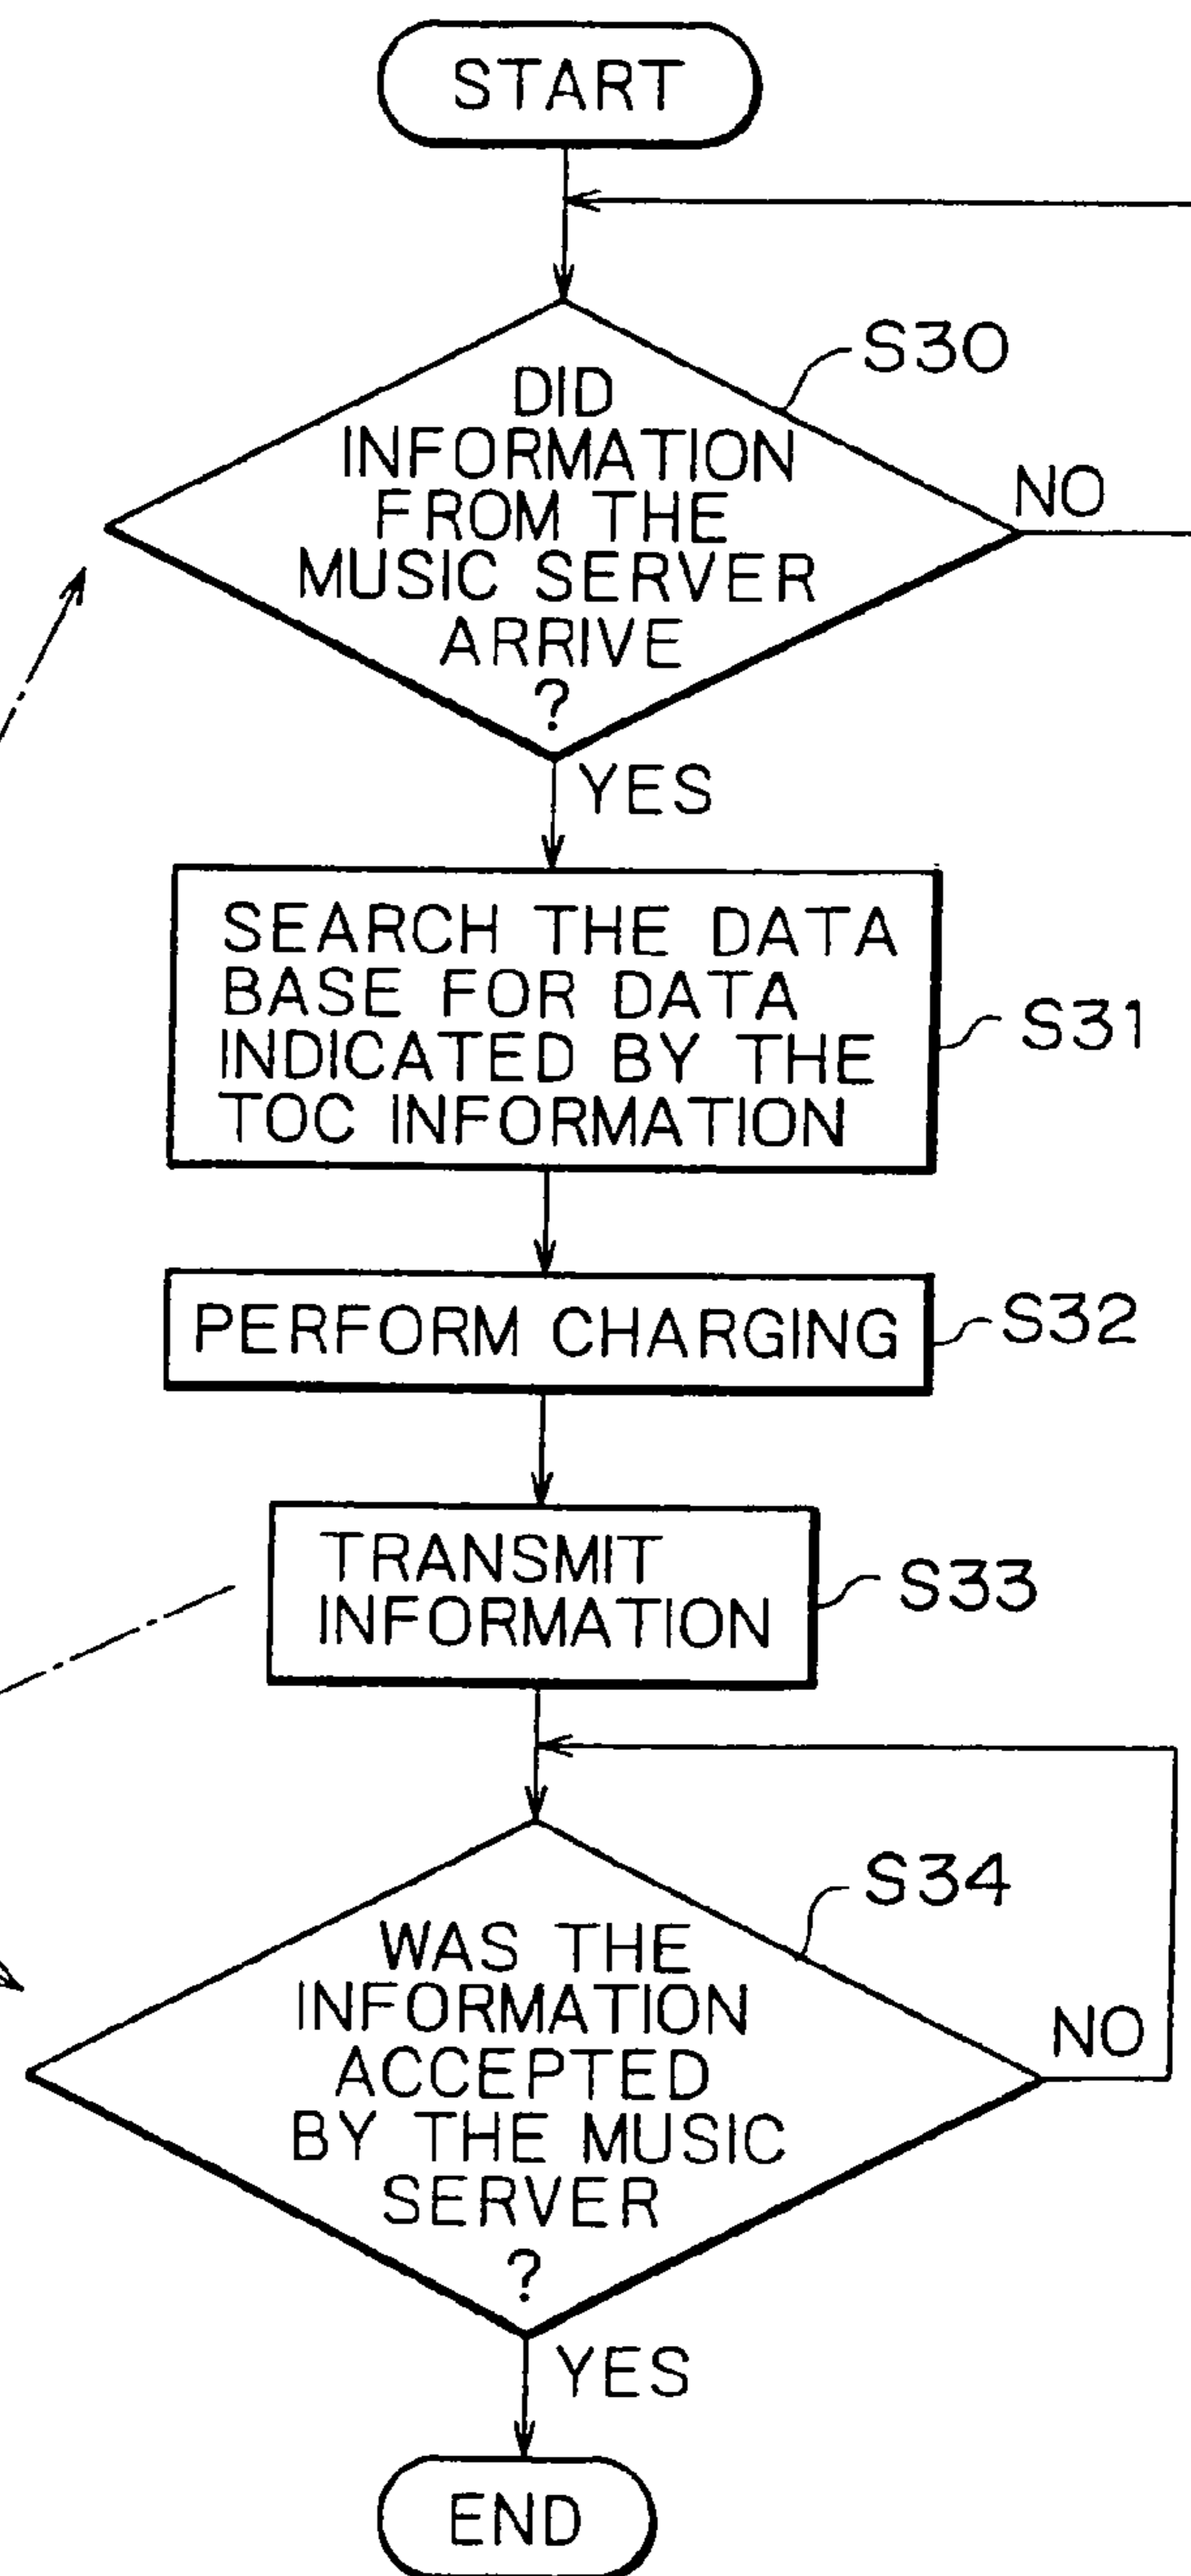 START
S30
DID
INFORMATION
FROM THE
MUSIC SERVER
ARRIVE
?
NO
YES
SEARCH THE DATA
BASE FOR DATA
INDICATED BY THE
TOC INFORMATION
S31
PERFORM CHARGING
S32
TRANSMIT
INFORMATION
S33
S34
WAS THE
INFORMATION
ACCEPTED
BY THE MUSIC
SERVER
?
NO
YES
END